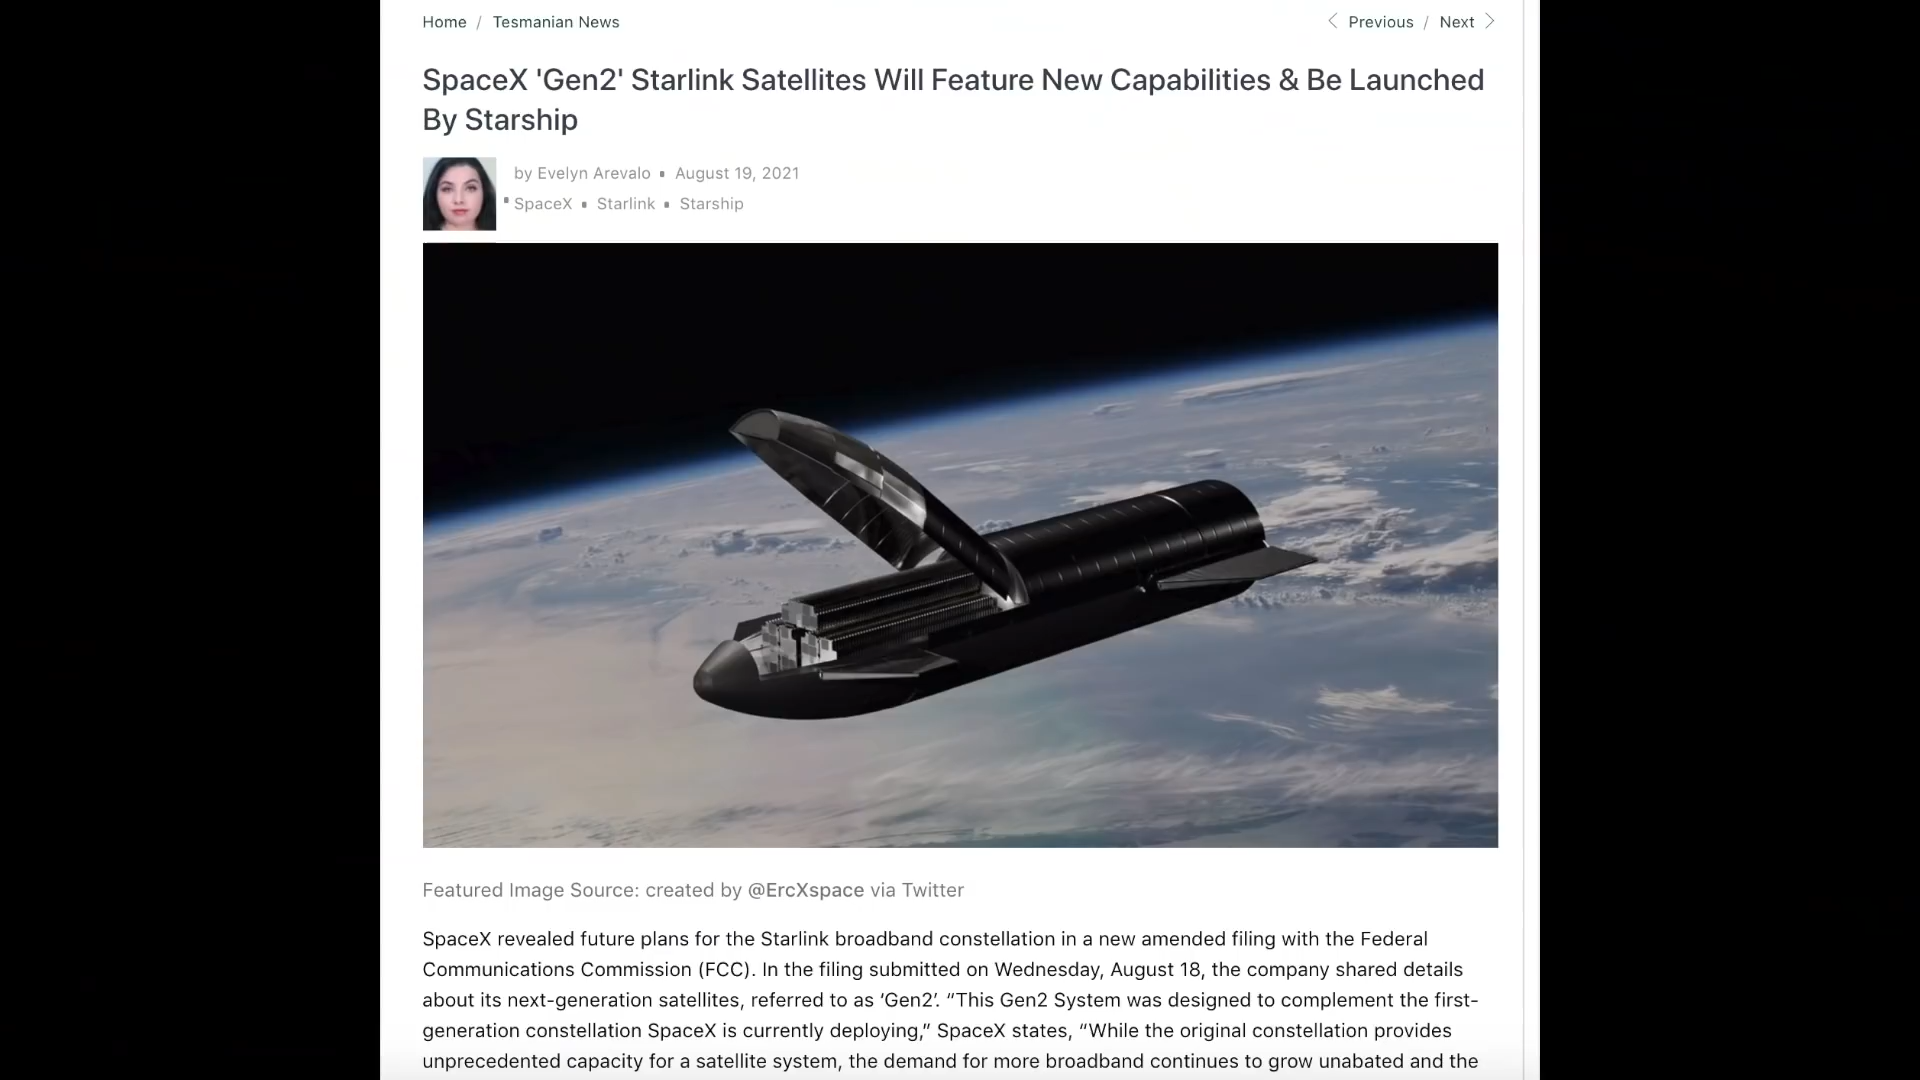 Home / Tesmanian News
Previous / Next
SpaceX 'Gen2' Starlink Satellites Will Feature New Capabilities & Be Launched
By Starship
by Evelyn Arevalo ▪ August 19, 2021
▪ SpaceX ▪ Starlink ▪ Starship
Featured Image Source: created by @ErcXspace via Twitter
SpaceX revealed future plans for the Starlink broadband constellation in a new amended filing with the Federal
Communications Commission (FCC). In the filing submitted on Wednesday, August 18, the company shared details
about its next-generation satellites, referred to as ‘Gen2’. “This Gen2 System was designed to complement the first-
generation constellation SpaceX is currently deploying,” SpaceX states, “While the original constellation provides
unprecedented capacity for a satellite system, the demand for more broadband continues to grow unabated and the